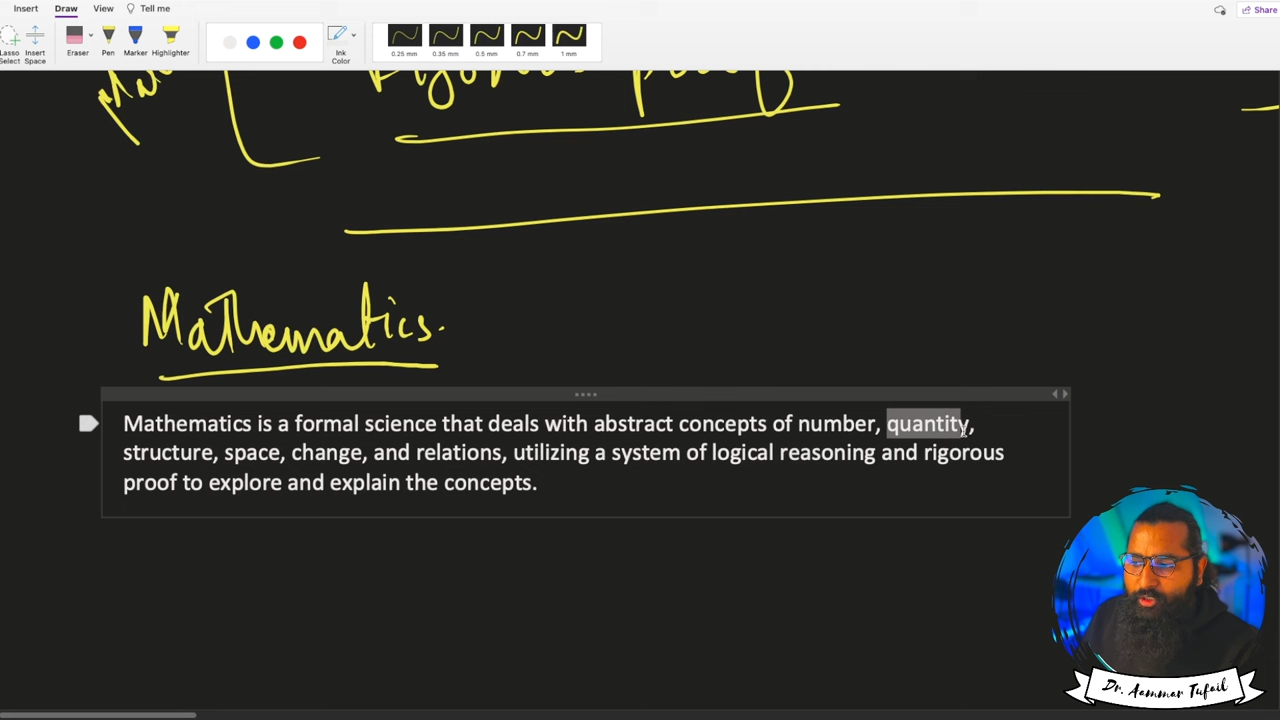 Insert Draw View Tell me
Share
Lasso Select
Insert Space
Eraser
Pen
Marker
Highlighter
Ink Color
0.25 mm
0.35 mm
0.5 mm
0.7 mm
1 mm
Mathematics.
Mathematics is a formal science that deals with abstract concepts of number, quantity,
structure, space, change, and relations, utilizing a system of logical reasoning and rigorous
proof to explore and explain the concepts.
Dr. Aammar Tufail